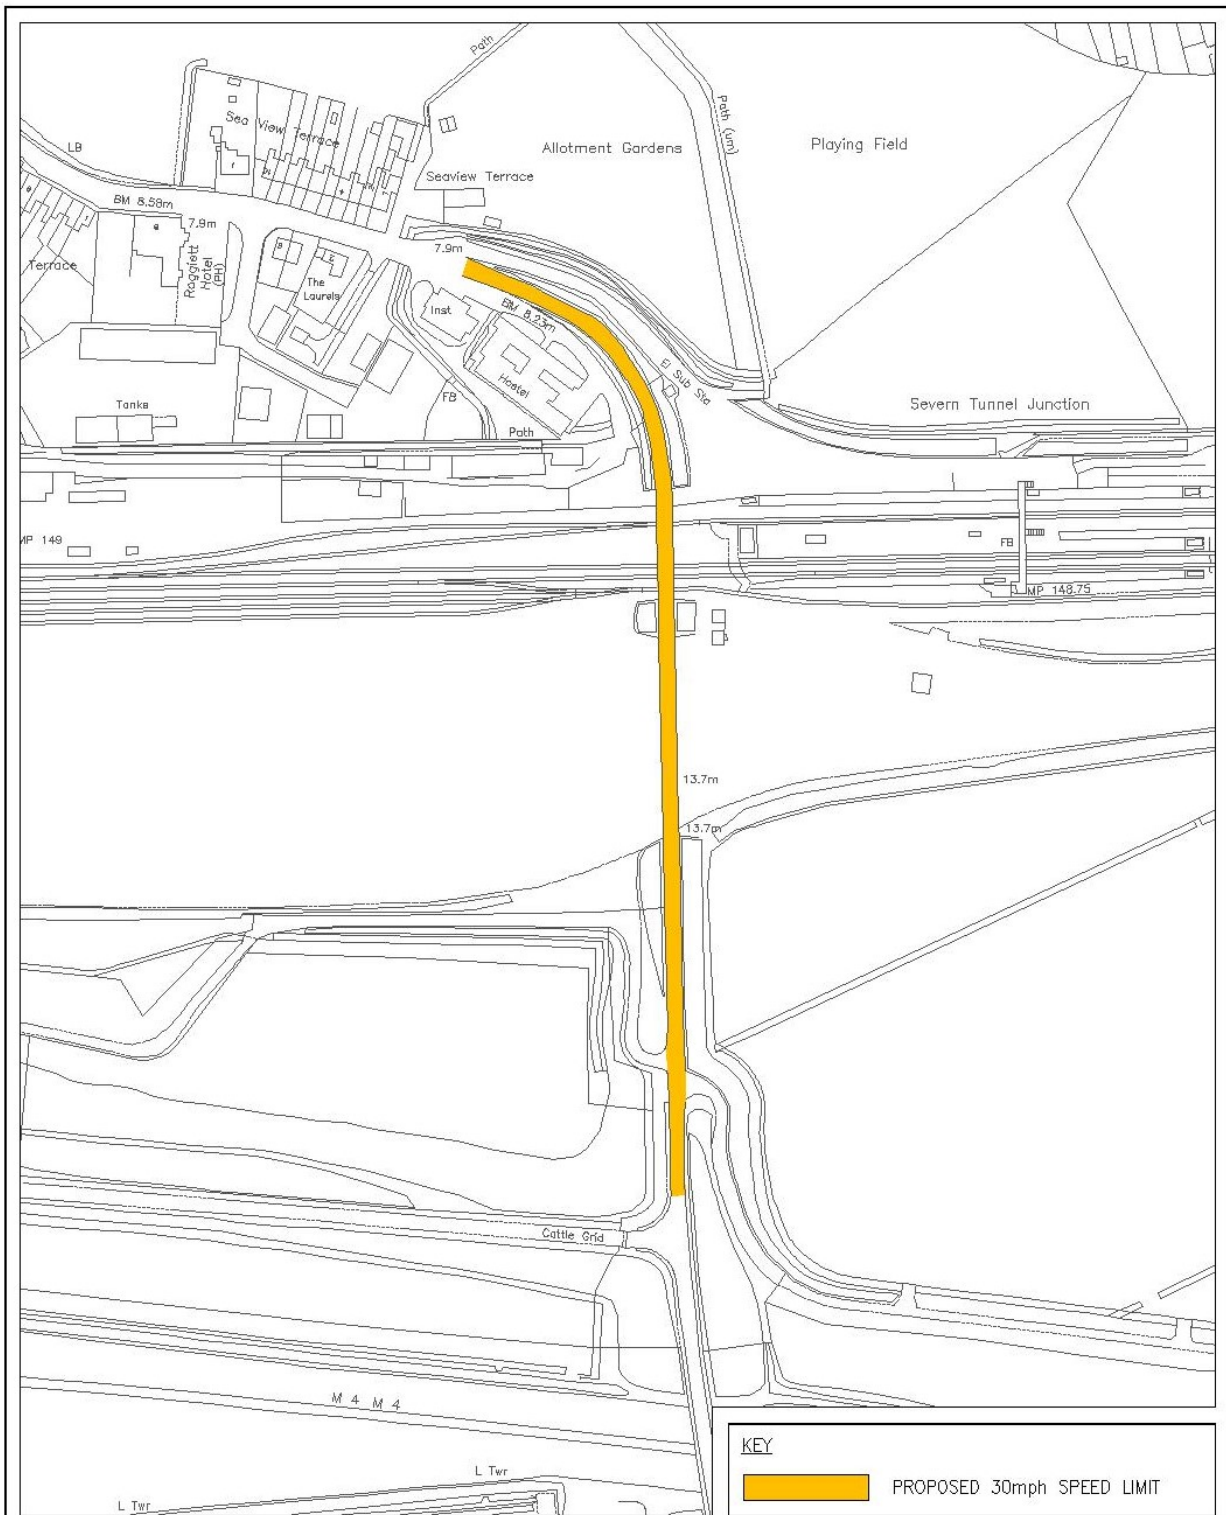 Path
Path (um)
Sea View Terrace
LB
Allotment Gardens
Playing Field
Seaview Terrace
BM 8.58m
7.9m
7.9m
Terrace
Raggiett
Hotel
(PH)
The
Laurels
Inst
BM 8.23m
El Sub Sta
Hostel
FB
Severn Tunnel Junction
Tanks
Path
MP 149
FB
MP 148.75
13.7m
13.7m
Cattle Grid
M 4 M 4
L Twr
L Twr
KEY
PROPOSED 30mph SPEED LIMIT